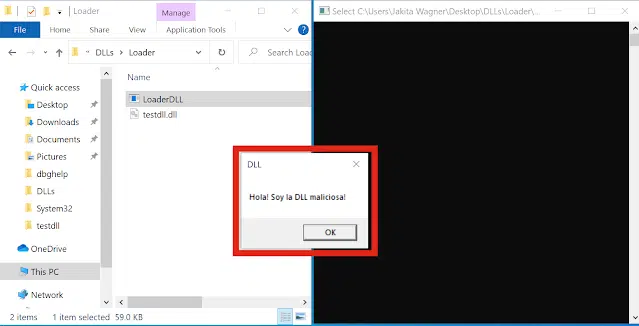 Loader
Manage
File
Home
Share
View
Application Tools
DLLs
Loader
Search Loa
Name
Quick access
Desktop
Downloads
Documents
Pictures
dbghelp
DLLs
System32
testdll
OneDrive
This PC
Network
LoaderDLL
testdll.dll
2 items
1 item selected 59.0 KB
Select C:\Users\Jakita Wagner\Desktop\DLLs\Loader\...
DLL
Hola! Soy la DLL maliciosa!
OK